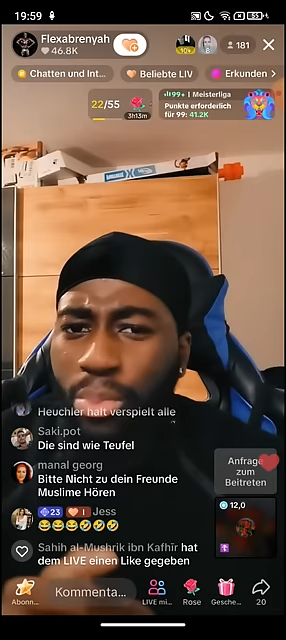 19:59
55
Flexabrenyah
46.8K
181
Chatten und Int...
Beliebte LIV
Erkunden
22/55
3h13m
99+ | Meisterliga
Punkte erforderlich
für 99: 41.2K
Heuchler halt verspielt alle
Saki.pot
Die sind wie Teufel
manal georg
Bitte Nicht zu dein Freunde
Muslime Hören
23 I Jess
Anfrage
zum
Beitreten
12,0
Sahih al-Mushrik ibn Kafhīr hat
dem LIVE einen Like gegeben
Abonn...
Kommenta...
LIVE mi...
Rose
Gesche...
20